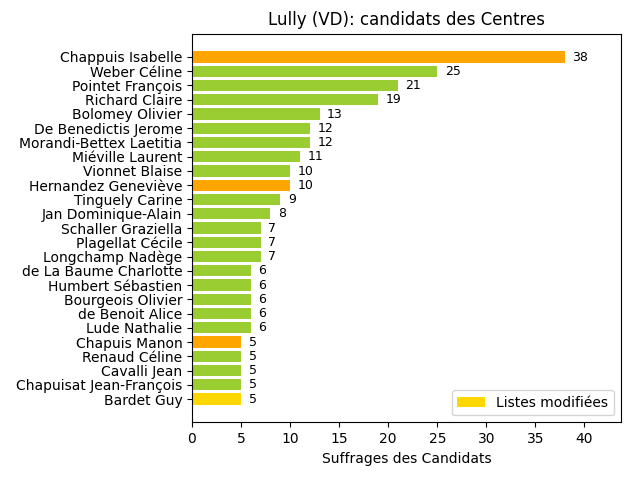 Lully (VD): candidats des Centres
Chappuis Isabelle 38
Weber Céline 25
Pointet François 21
Richard Claire 19
Bolomey Olivier 13
De Benedictis Jerome 12
Morandi-Bettex Laetitia 12
Miéville Laurent 11
Vionnet Blaise 10
Hernandez Geneviève 10
Tinguely Carine 9
Jan Dominique-Alain 8
Schaller Graziella 7
Plagellat Cécile 7
Longchamp Nadège 7
de La Baume Charlotte 6
Humbert Sébastien 6
Bourgeois Olivier 6
de Benoit Alice 6
Lude Nathalie 6
Chapuis Manon 5
Renaud Céline 5
Cavalli Jean 5
Chapuisat Jean-François 5
Bardet Guy 5
Listes modifiées
0 5 10 15 20 25 30 35 40
Suffrages des Candidats